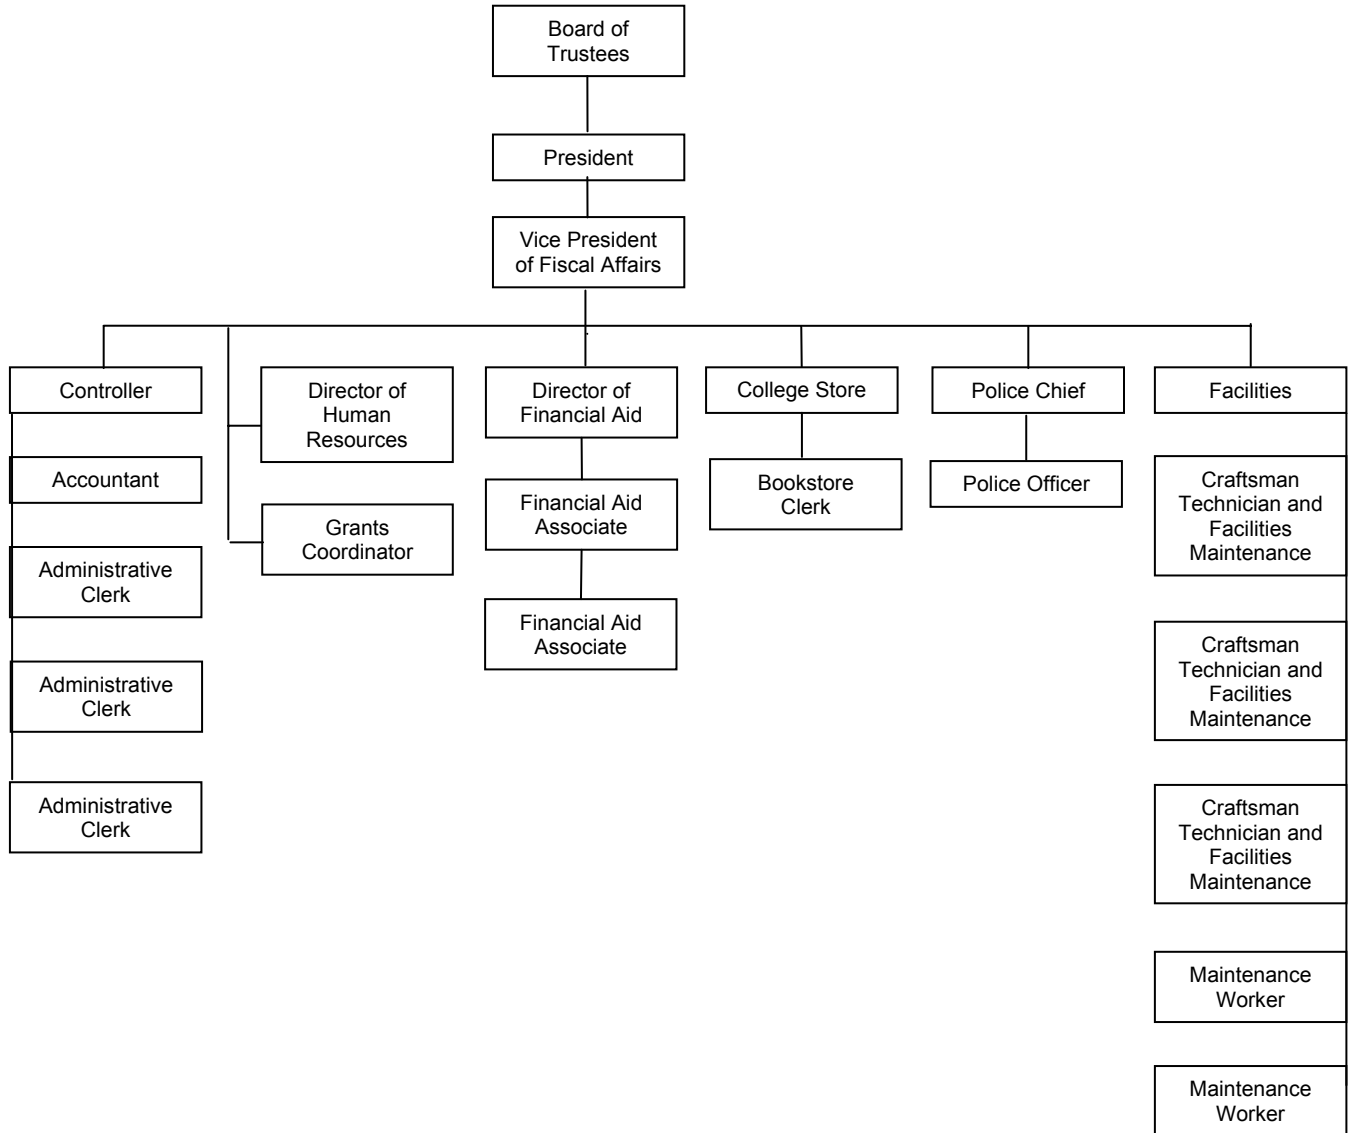 Board of
Trustees
President
Vice President
of Fiscal Affairs
Controller
Accountant
Administrative
Clerk
Administrative
Clerk
Administrative
Clerk
Director of
Human
Resources
Grants
Coordinator
Director of
Financial Aid
Financial Aid
Associate
Financial Aid
Associate
College Store
Bookstore
Clerk
Police Chief
Police Officer
Facilities
Craftsman
Technician and
Facilities
Maintenance
Craftsman
Technician and
Facilities
Maintenance
Craftsman
Technician and
Facilities
Maintenance
Maintenance
Worker
Maintenance
Worker